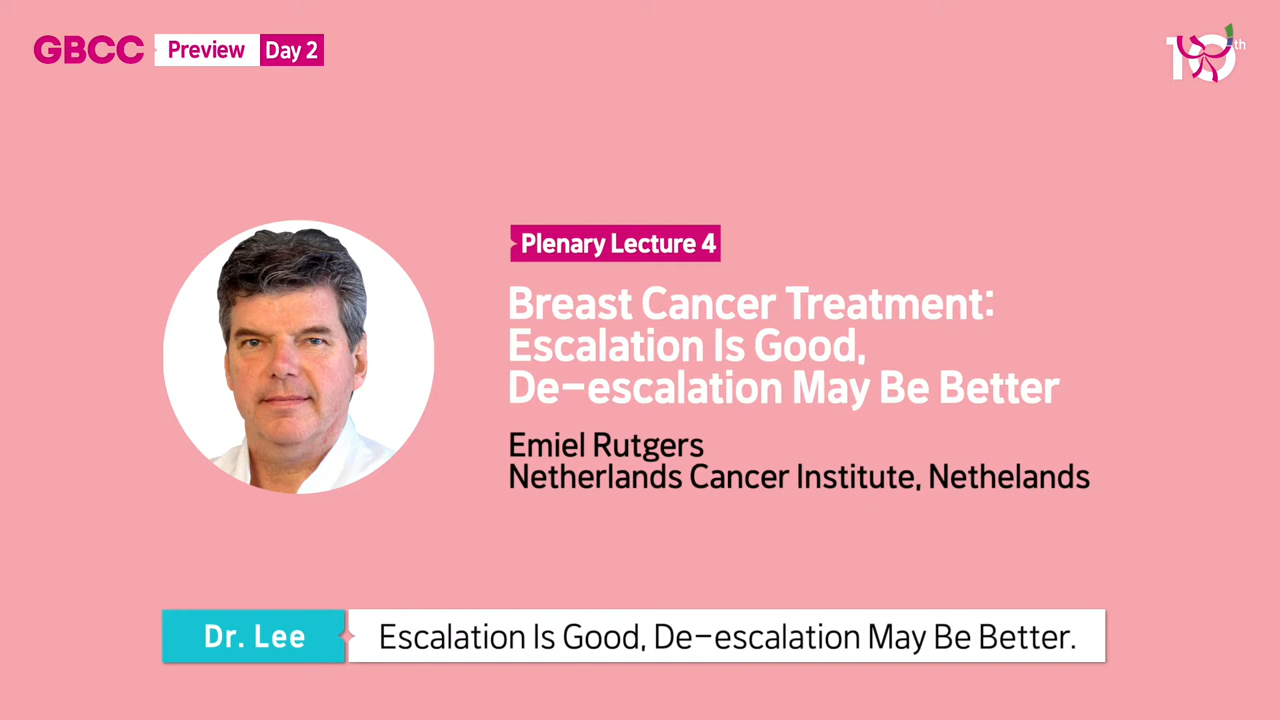 GBCC Preview Day 2
10th
Plenary Lecture 4
Breast Cancer Treatment:
Escalation Is Good,
De-escalation May Be Better
Emiel Rutgers
Netherlands Cancer Institute, Nethelands
Dr. Lee Escalation Is Good, De-escalation May Be Better.